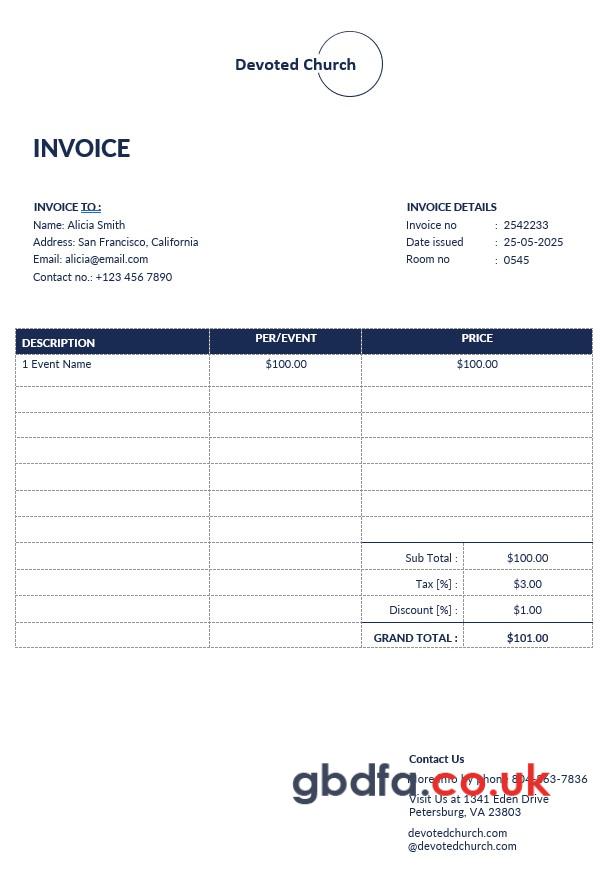 Devoted Church
INVOICE
INVOICE TO :
Name: Alicia Smith
Address: San Francisco, California
Email: alicia@email.com
Contact no.: +123 456 7890
INVOICE DETAILS
Invoice no : 2542233
Date issued : 25-05-2025
Room no : 0545
DESCRIPTION PER/EVENT PRICE
1 Event Name $100.00 $100.00
Sub Total : $100.00
Tax [%] : $3.00
Discount [%] : $1.00
GRAND TOTAL : $101.00
Contact Us
More info by phone 804-863-7836
gbdfa.co.uk
Visit Us at 1341 Eden Drive
Petersburg, VA 23803
devotedchurch.com
@devotedchurch.com